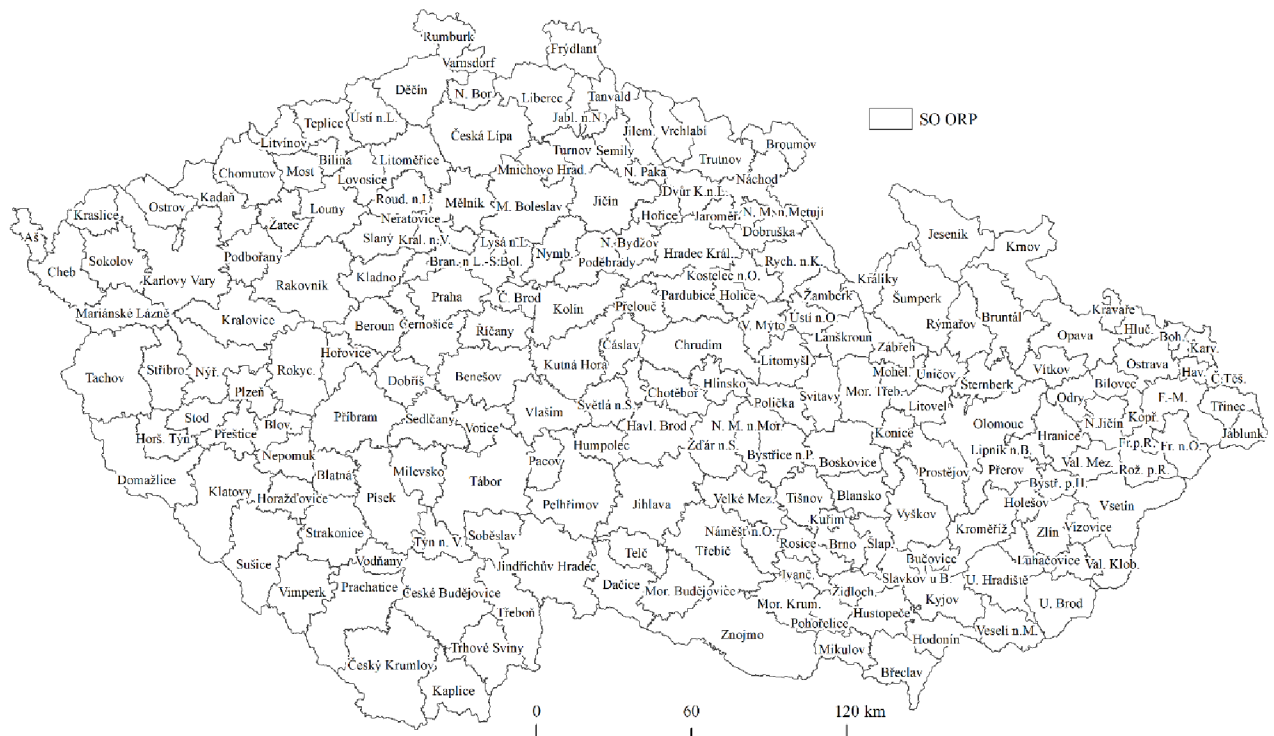 Rumburk
Frýdlant
Varnsdorf
Děčín
N. Bor
Liberec
Tanvald
SO ORP
Teplice
Ústí n.L.
Jabl. n.N.
Jilem.
Vrchlabí
Česká Lípa
Litvínov
Broumov
Bílina
Litoměřice
Turnov
Semily
Trutnov
Chomutov
Most
Lovosice
Mnichovo Hrad.
N. Paka
Náchod
Kadaň
Roud. n.L.
Mělník
M. Boleslav
Jičín
Dvůr K.n.L.
Ostrov
Louny
Kraslice
Žatec
Neratovice
Hořice
Jaroměř
N. M. n.Metují
Aš
Slaný
Kral. n.V.
Lysá n.L.
N. Bydžov
Dobruška
Jeseník
Krnov
Cheb
Sokolov
Podbořany
Bran. n L.-S.Bol.
Nymb.
Poděbrady
Hradec Král.
Rych. n.K.
Karlovy Vary
Rakovník
Kladno
Kostelec n.O.
Králíky
Praha
Č. Brod
Pardubice
Holice
Žamberk
Šumperk
Mariánské Lázně
Kralovice
Beroun
Černošice
Říčany
Kolín
Přelouč
V. Mýto
Ústí n.O.
Rýmařov
Bruntál
Kravaře
Lanškroun
Opava
Hluč.
Boh.
Hořovice
Čáslav
Chrudim
Zábřeh
Karv.
Tachov
Stříbro
Nýř.
Rokyc.
Kutná Hora
Litomyšl
Mohel.
Uničov
Šternberk
Vítkov
Ostrava
Hav.
Č.Těš.
Plzeň
Dobříš
Benešov
Hlinsko
Chotěboř
Svitavy
Mor. Třeb.
Bílovec
Odry
F.-M.
Třinec
Stod
Přeštice
Blov.
Příbram
Sedlčany
Vlašim
Světlá n.S.
Polička
Litovel
N.Jičín
Kopř.
Jablunk.
Horš. Týn
Votice
Havl. Brod
N. M. n.Mor
Konice
Olomouc
Hranice
Humpolec
Žďár n.S.
Bystřice n.P.
Lipník n.B.
Fr.p.R.
Fr. n.O.
Nepomuk
Boskovice
Val. Mez.
Domažlice
Blatná
Milevsko
Pacov
Prostějov
Přerov
Rož. p.R.
Klatovy
Horažďovice
Písek
Tábor
Bystř. p.H.
Velké Mez.
Tišnov
Blansko
Holešov
Pelhřimov
Jihlava
Vsetín
Strakonice
Kuřim
Vyškov
Kroměříž
Zlín
Vizovice
Týn n. V.
Soběslav
Náměšť n.O.
Rosice
Brno
Šlap.
Sušice
Vodňany
Telč
Třebíč
Bučovice
Luhačovice
Val. Klob.
Jindřichův Hradec
Ivanč.
Slavkov u B.
Vimperk
Prachatice
České Budějovice
Dačice
Mor. Budějovice
Židloch.
U. Hradiště
Mor. Krum.
Kyjov
U. Brod
Třeboň
Hustopeče
Pohořelice
Veselí n.M.
Znojmo
Hodonín
Trhové Sviny
Mikulov
Český Krumlov
Břeclav
Kaplice
0
60
120 km